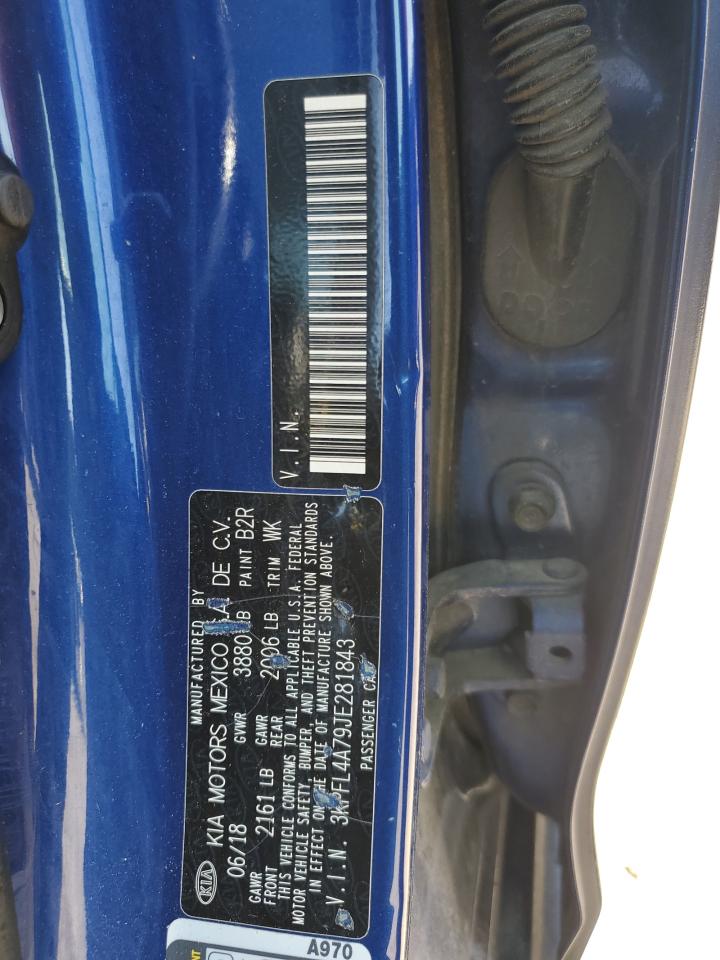 V.I.N.
MANUFACTURED BY
KIA KIA MOTORS MEXICO DE C.V.
06/18 GVWR 3880 LB PAINT B2R
GAWR FRONT 2161 LB GAWR REAR 2006 LB TRIM WK
THIS VEHICLE CONFORMS TO ALL APPLICABLE U.S.A. FEDERAL
MOTOR VEHICLE SAFETY BUMPER, AND THEFT PREVENTION STANDARDS
IN EFFECT ON THE DATE OF MANUFACTURE SHOWN ABOVE.
V.I.N. 3KPFL4A79JE281843
PASSENGER CAR
A970